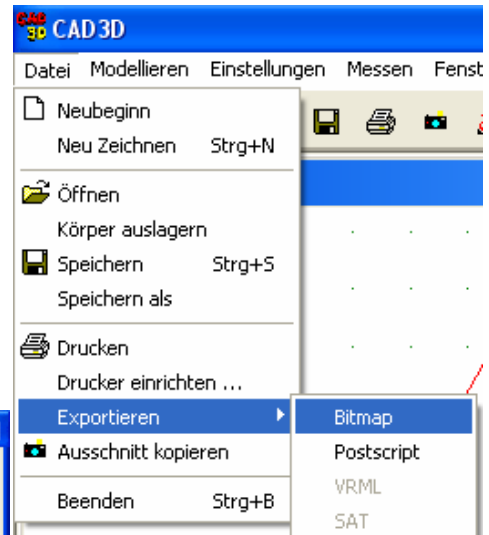 CAD 3D
CAD3D
Datei Modellieren Einstellungen Messen Fenst
Neubeginn
Neu Zeichnen Strg+N
Öffnen
Körper auslagern
Speichern Strg+S
Speichern als
Drucken
Drucker einrichten ...
Exportieren Bitmap
Ausschnitt kopieren Postscript
VRML
Beenden Strg+B
SAT